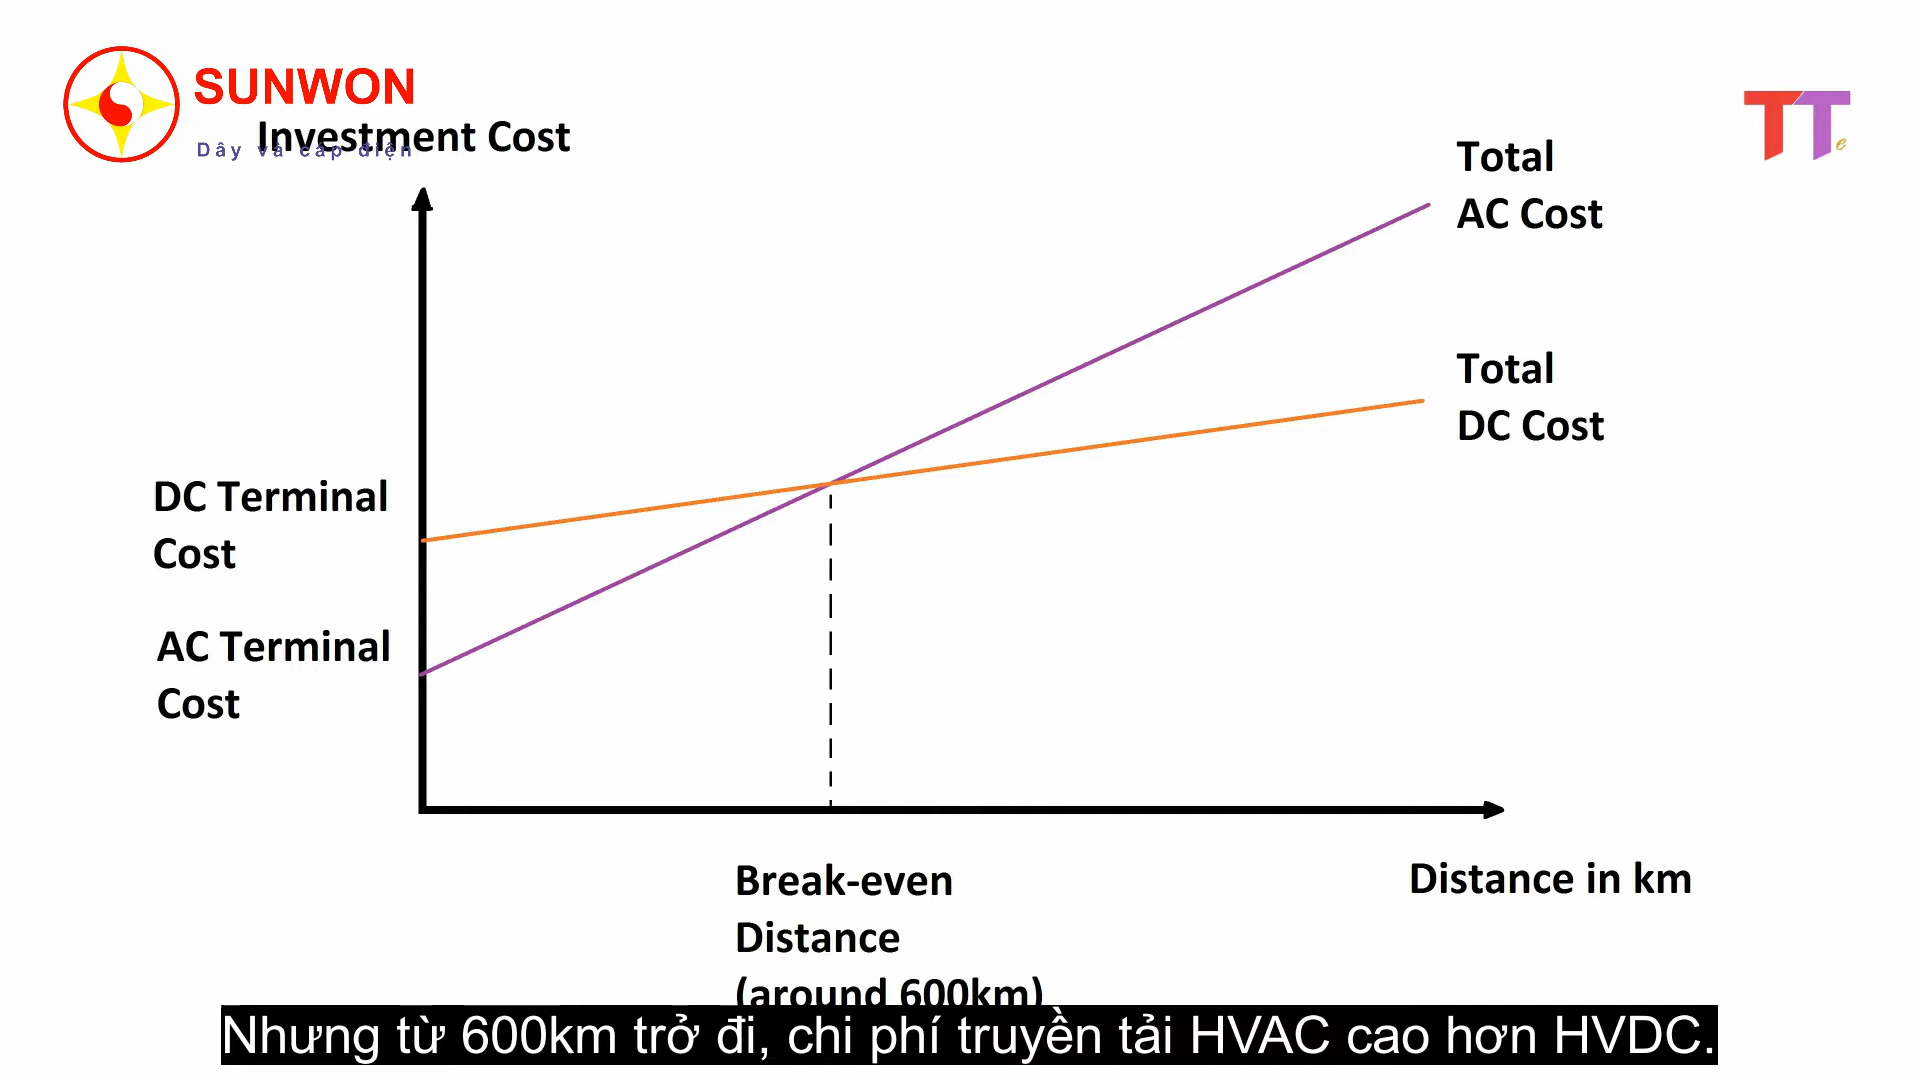 SUNWON
Dây và cáp điện
Investment Cost
TTe
Total
AC Cost
Total
DC Cost
DC Terminal
Cost
AC Terminal
Cost
Break-even
Distance
(around 600km)
Distance in km
Nhưng từ 600km trở đi, chi phí truyền tải HVAC cao hơn HVDC.